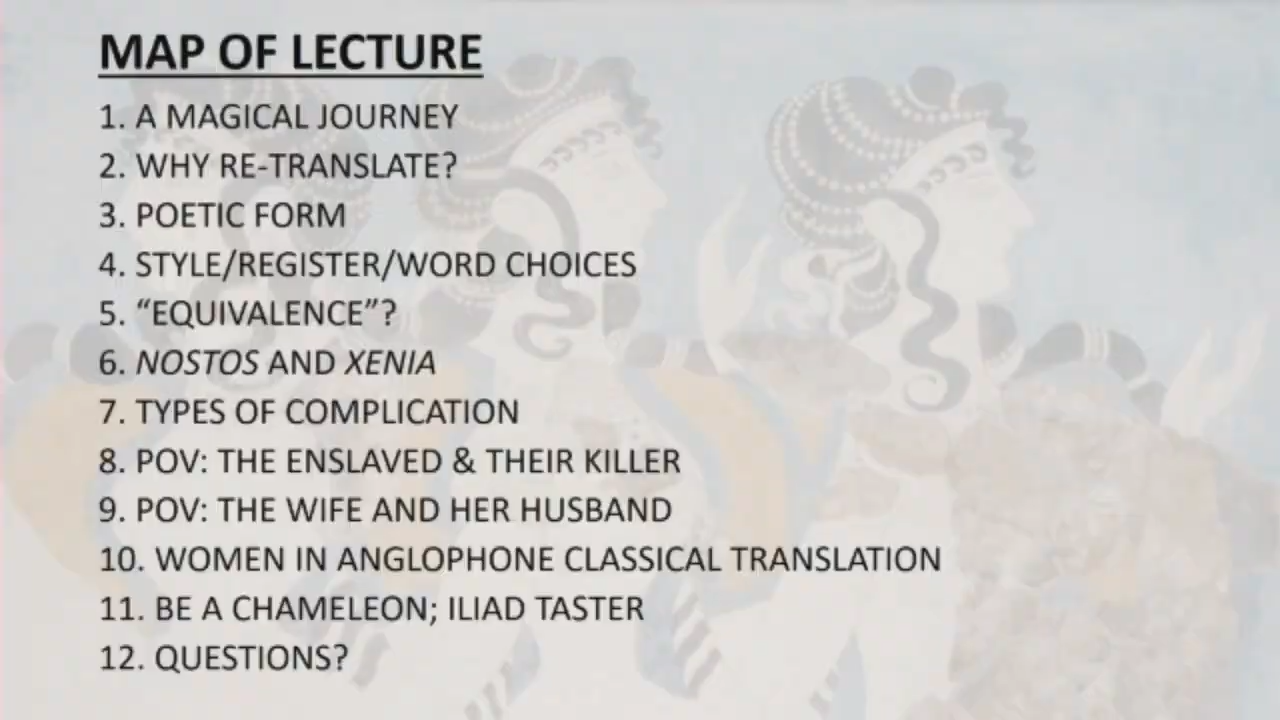 MAP OF LECTURE
1. A MAGICAL JOURNEY
2. WHY RE-TRANSLATE?
3. POETIC FORM
4. STYLE/REGISTER/WORD CHOICES
5. “EQUIVALENCE”?
6. NOSTOS AND XENIA
7. TYPES OF COMPLICATION
8. POV: THE ENSLAVED & THEIR KILLER
9. POV: THE WIFE AND HER HUSBAND
10. WOMEN IN ANGLOPHONE CLASSICAL TRANSLATION
11. BE A CHAMELEON; ILIAD TASTER
12. QUESTIONS?